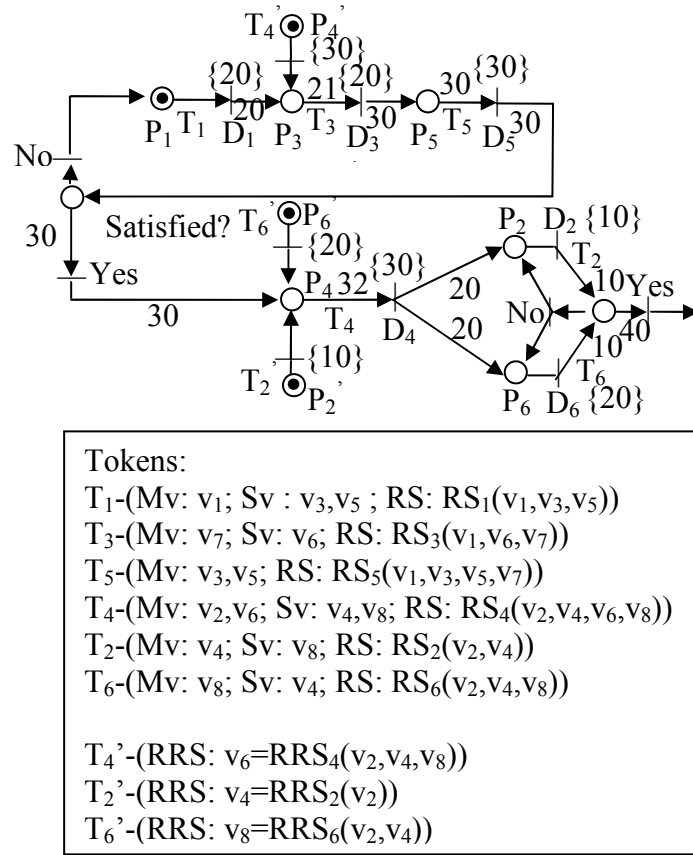 T4' P4'
{30}
{20} 21 {20} 30 {30}
P1 T1 D1 20 P3 T3 D3 30 P5 T5 D5 30
No
30 Satisfied? T6' P6' P2 D2 {10}
{20} T2
Yes P4 32 {30} 20 10 Yes
30 T4 D4 20 No 10 40
{10} T6
T2' P2' P6 D6 {20}
Tokens:
T1-(Mv: v1; Sv : v3,v5 ; RS: RS1(v1,v3,v5))
T3-(Mv: v7; Sv: v6; RS: RS3(v1,v6,v7))
T5-(Mv: v3,v5; RS: RS5(v1,v3,v5,v7))
T4-(Mv: v2,v6; Sv: v4,v8; RS: RS4(v2,v4,v6,v8))
T2-(Mv: v4; Sv: v8; RS: RS2(v2,v4))
T6-(Mv: v8; Sv: v4; RS: RS6(v2,v4,v8))
T4'-(RRS: v6=RRS4(v2,v4,v8))
T2'-(RRS: v4=RRS2(v2))
T6'-(RRS: v8=RRS6(v2,v4))